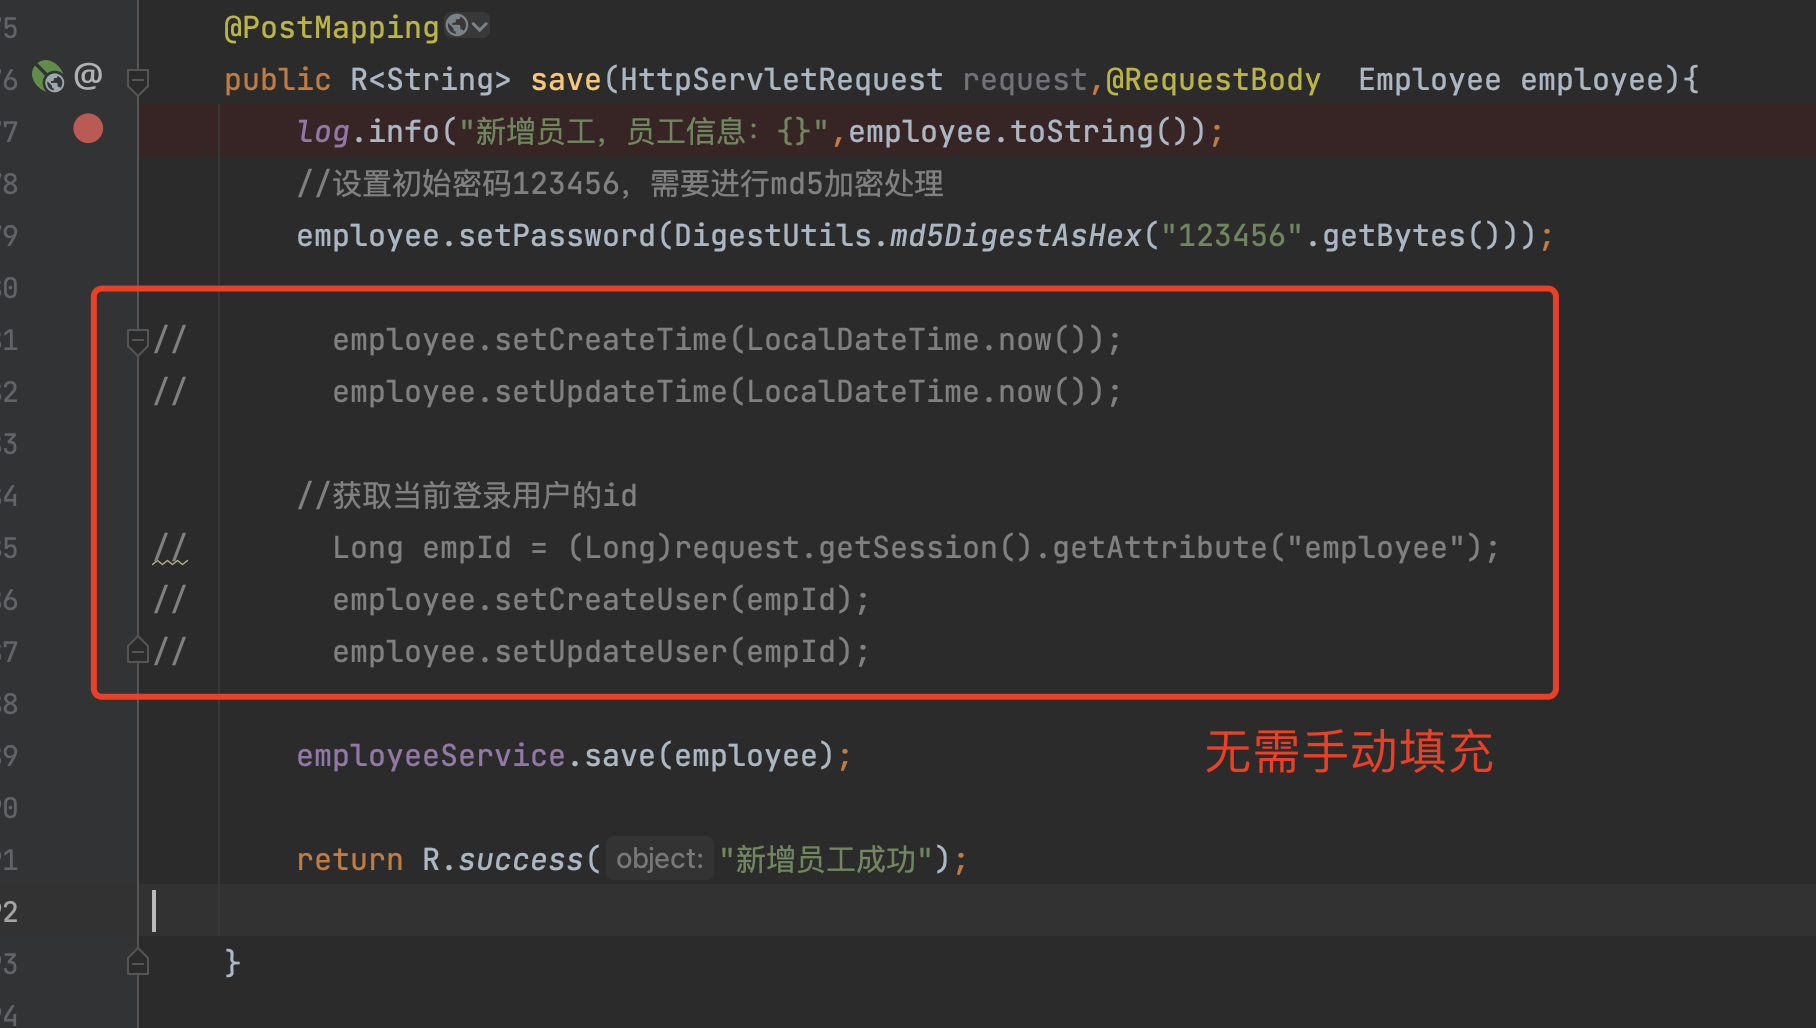 5 @PostMapping
6 @ public R<String> save(HttpServletRequest request,@RequestBody  Employee employee){
7 log.info("新增员工，员工信息：{}",employee.toString());
8 //设置初始密码123456，需要进行md5加密处理
9 employee.setPassword(DigestUtils.md5DigestAsHex("123456".getBytes()));
0
1 //        employee.setCreateTime(LocalDateTime.now());
2 //        employee.setUpdateTime(LocalDateTime.now());
3
4 //获取当前登录用户的id
5 //        Long empId = (Long)request.getSession().getAttribute("employee");
6 //        employee.setCreateUser(empId);
7 //        employee.setUpdateUser(empId);
8
9 employeeService.save(employee);
无需手动填充
0
1 return R.success( object: "新增员工成功");
2
3 }
4